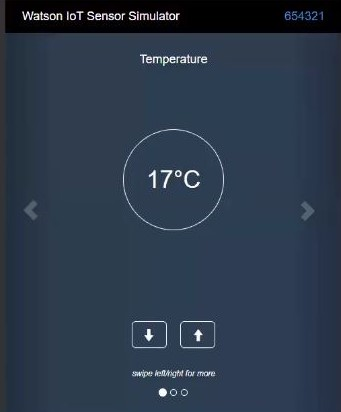 Watson IoT Sensor Simulator 654321
Temperature
17°C
swipe left/right for more